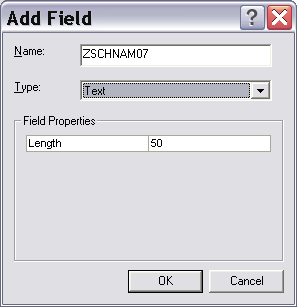 Add Field
Name: ZSCHNAM07
Type: Text
Field Properties
Length 50
OK Cancel